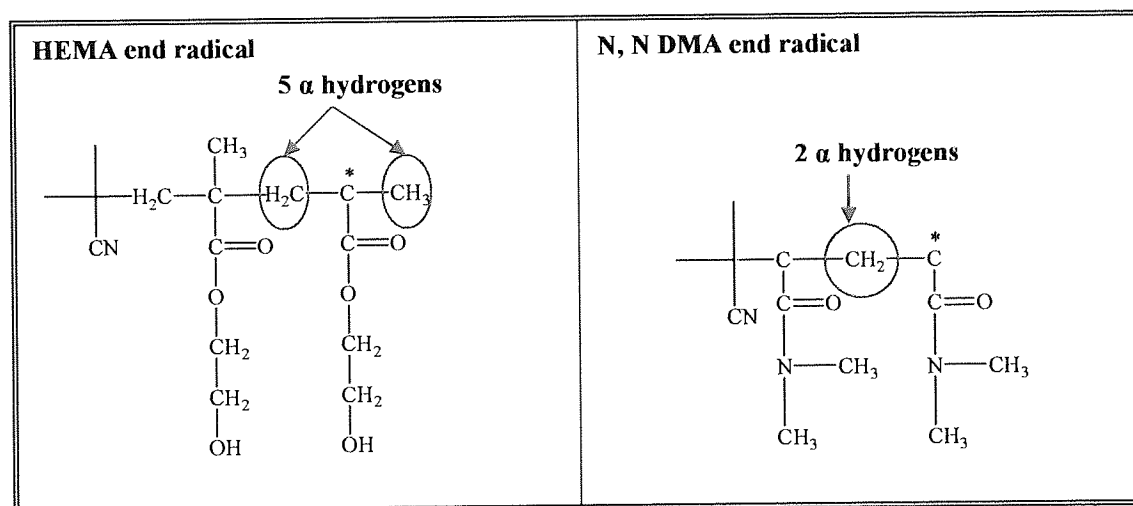 HEMA end radical
5 α hydrogens
CH3
*
H2C C H2C C CH3
CN
C O C O
O O
CH2 CH2
CH2 CH2
OH OH
N, N DMA end radical
2 α hydrogens
*
C CH2 C
CN
C O C O
N CH3 N CH3
CH3 CH3